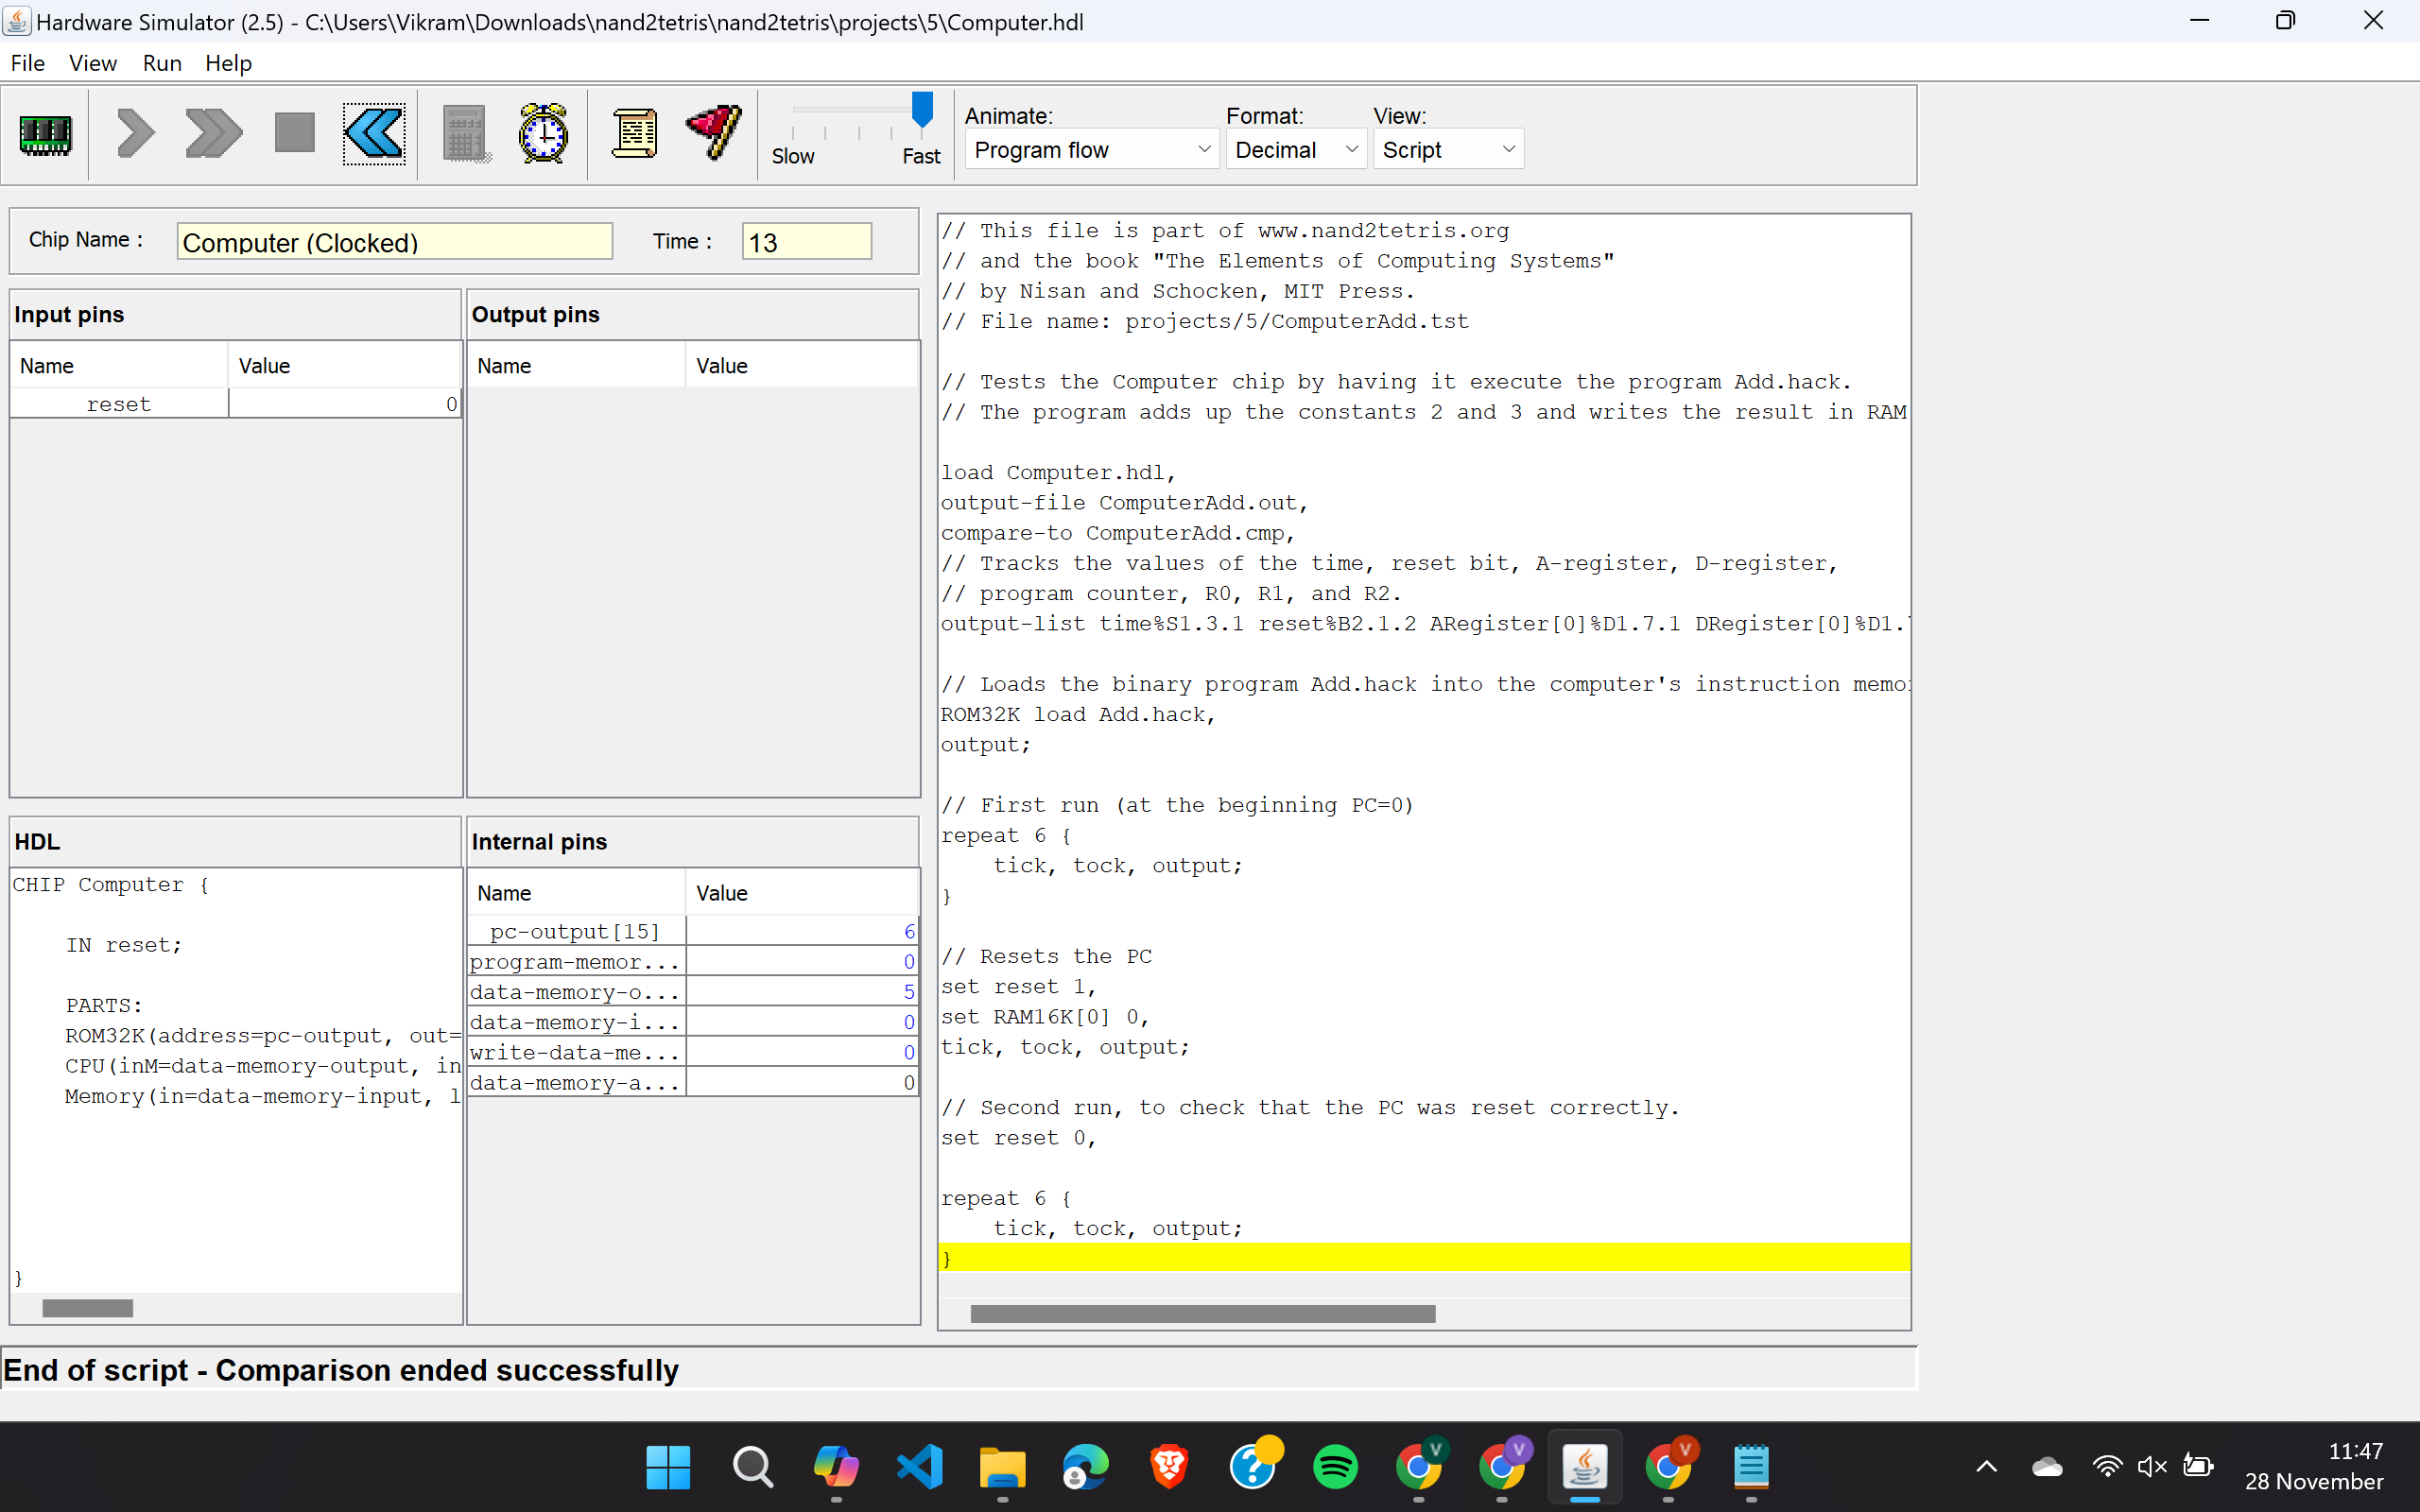 Hardware Simulator (2.5) - C:\Users\Vikram\Downloads\nand2tetris\nand2tetris\projects\5\Computer.hdl
File View Run Help
Slow Fast
Animate: Format: View:
Program flow Decimal Script
Chip Name : Computer (Clocked) Time : 13
Input pins
Name Value
reset 0
Output pins
Name Value
HDL
CHIP Computer {
IN reset;
PARTS:
ROM32K(address=pc-output, out=
CPU(inM=data-memory-output, in
Memory(in=data-memory-input, l
}
Internal pins
Name Value
pc-output[15] 6
program-memor... 0
data-memory-o... 5
data-memory-i... 0
write-data-me... 0
data-memory-a... 0
// This file is part of www.nand2tetris.org
// and the book "The Elements of Computing Systems"
// by Nisan and Schocken, MIT Press.
// File name: projects/5/ComputerAdd.tst
// Tests the Computer chip by having it execute the program Add.hack.
// The program adds up the constants 2 and 3 and writes the result in RAM
load Computer.hdl,
output-file ComputerAdd.out,
compare-to ComputerAdd.cmp,
// Tracks the values of the time, reset bit, A-register, D-register,
// program counter, R0, R1, and R2.
output-list time%S1.3.1 reset%B2.1.2 ARegister[0]%D1.7.1 DRegister[0]%D1.
// Loads the binary program Add.hack into the computer's instruction memo
ROM32K load Add.hack,
output;
// First run (at the beginning PC=0)
repeat 6 {
tick, tock, output;
}
// Resets the PC
set reset 1,
set RAM16K[0] 0,
tick, tock, output;
// Second run, to check that the PC was reset correctly.
set reset 0,
repeat 6 {
tick, tock, output;
}
End of script - Comparison ended successfully
V V V
11:47
28 November